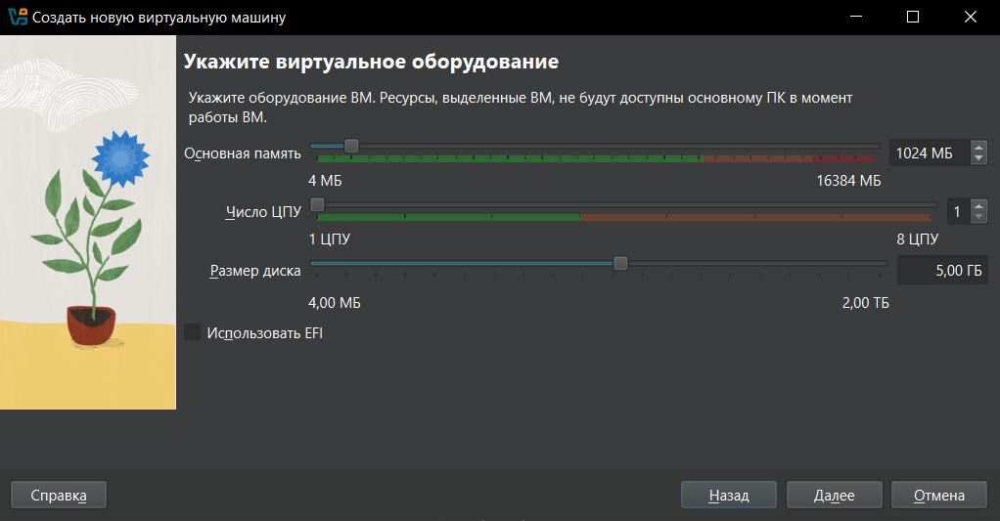 Создать новую виртуальную машину
Укажите виртуальное оборудование
Укажите оборудование ВМ. Ресурсы, выделенные ВМ, не будут доступны основному ПК в момент
работы ВМ.
Основная память
1024 МБ
4 МБ
16384 МБ
Число ЦПУ
1
1 ЦПУ
8 ЦПУ
Размер диска
5,00 ГБ
4,00 МБ
2,00 ТБ
Использовать EFI
Справка
Назад
Далее
Отмена